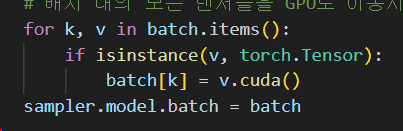 # 배치 내의 모든 텐서들을 GPU로 이동시
for k, v in batch.items():
    if isinstance(v, torch.Tensor):
        batch[k] = v.cuda()
sampler.model.batch = batch